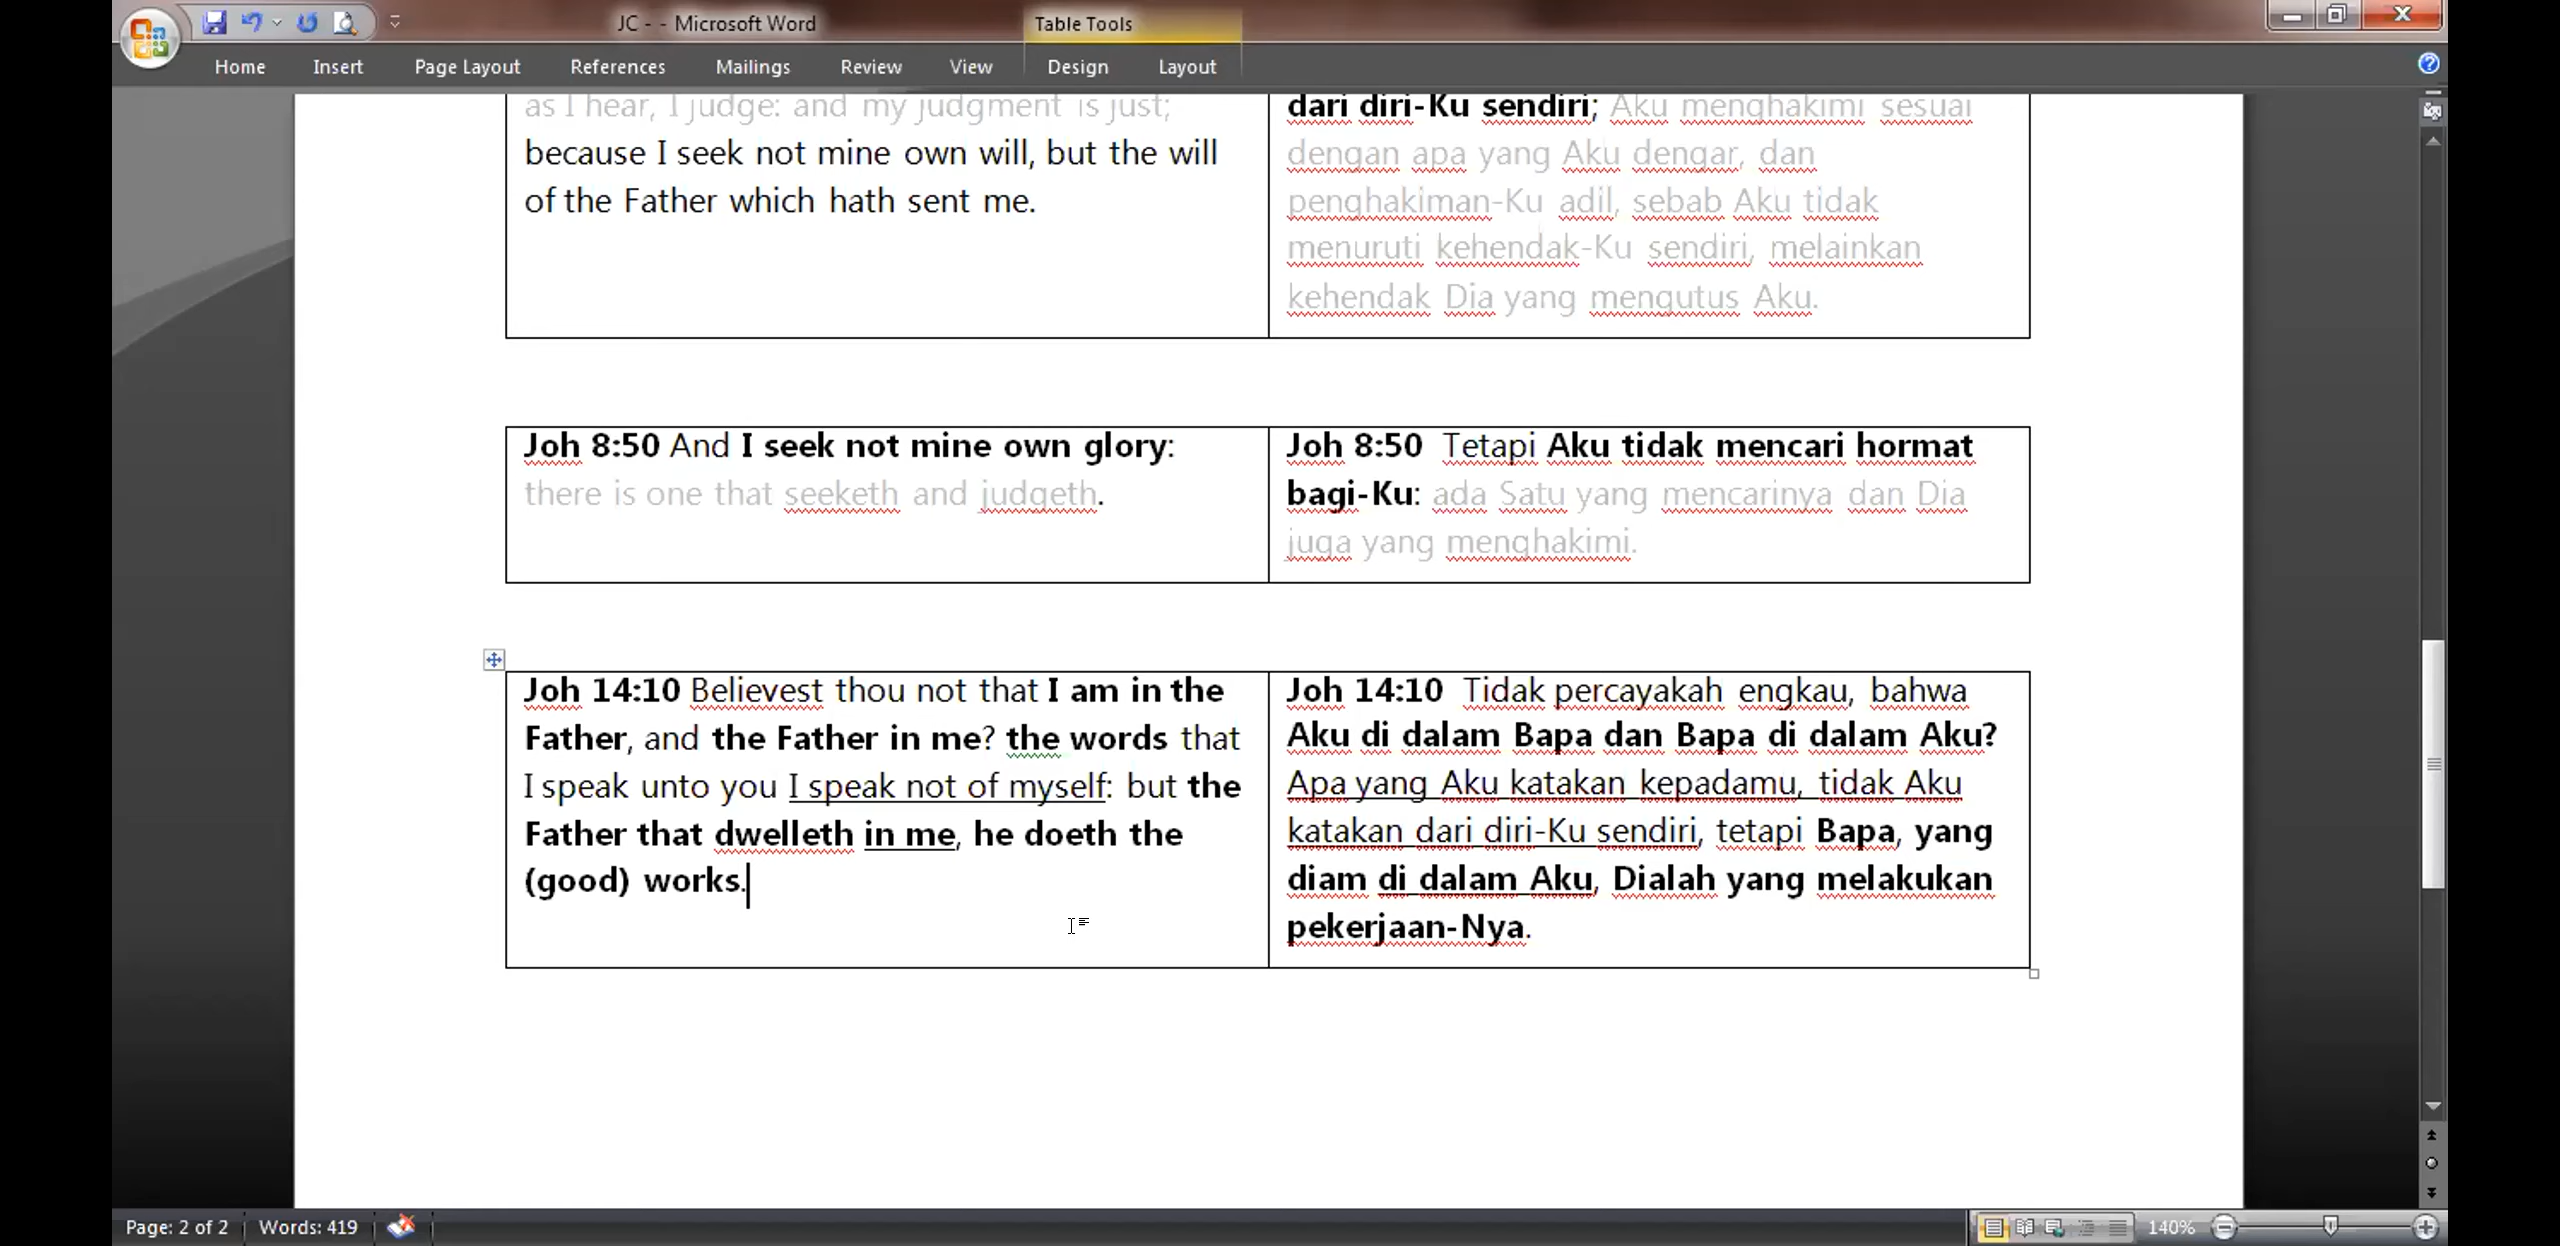 JC - - Microsoft Word
Table Tools
Home Insert Page Layout References Mailings Review View Design Layout
as I hear, I judge: and my judgment is just;
because I seek not mine own will, but the will
of the Father which hath sent me.
dari diri-Ku sendiri; Aku menghakimi sesuai
dengan apa yang Aku dengar, dan
penghakiman-Ku adil, sebab Aku tidak
menuruti kehendak-Ku sendiri, melainkan
kehendak Dia yang mengutus Aku.
Joh 8:50 And I seek not mine own glory:
there is one that seeketh and judgeth.
Joh 8:50 Tetapi Aku tidak mencari hormat
bagi-Ku: ada Satu yang mencarinya dan Dia
juga yang menghakimi.
Joh 14:10 Believest thou not that I am in the
Father, and the Father in me? the words that
I speak unto you I speak not of myself: but the
Father that dwelleth in me, he doeth the
(good) works.
Joh 14:10 Tidak percayakah engkau, bahwa
Aku di dalam Bapa dan Bapa di dalam Aku?
Apa yang Aku katakan kepadamu, tidak Aku
katakan dari diri-Ku sendiri, tetapi Bapa, yang
diam di dalam Aku, Dialah yang melakukan
pekerjaan-Nya.
Page: 2 of 2 Words: 419 140%